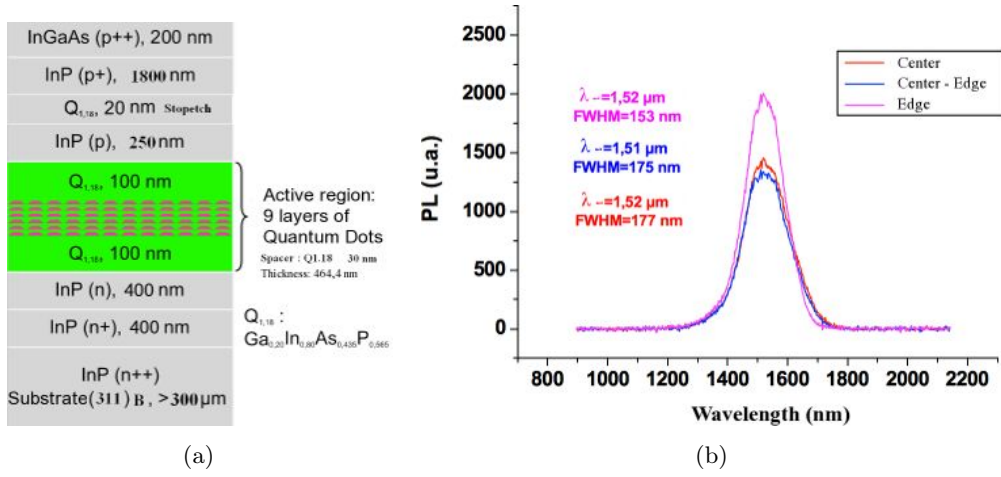 InGaAs (p++), 200 nm
InP (p+), 1800 nm
Q1,18, 20 nm Stopetch
InP (p), 250 nm
Q1,18, 100 nm
Q1,18, 100 nm
InP (n), 400 nm
InP (n+), 400 nm
InP (n++)
Substrate(311) B , >300 µm
Active region:
9 layers of
Quantum Dots
Spacer : Q1.18 30 nm
Thickness: 464,4 nm
Q1,18 :
Ga0,20In0,80As0,435P0,565
(a)
PL (u.a.)
2500
2000
1500
1000
500
0
Center
Center - Edge
Edge
λ --=1,52 µm
FWHM=153 nm
λ --=1,51 µm
FWHM=175 nm
λ --=1,52 µm
FWHM=177 nm
800 1000 1200 1400 1600 1800 2000 2200
Wavelength (nm)
(b)